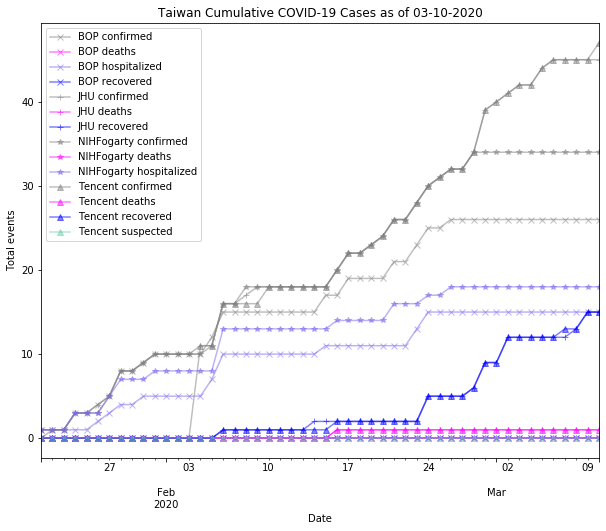 Taiwan Cumulative COVID-19 Cases as of 03-10-2020
BOP confirmed
BOP deaths
BOP hospitalized
BOP recovered
JHU confirmed
JHU deaths
JHU recovered
NIHFogarty confirmed
NIHFogarty deaths
NIHFogarty hospitalized
Tencent confirmed
Tencent deaths
Tencent recovered
Tencent suspected
Total events
40
30
20
10
0
27 03 10 17 24 02 09
Feb Mar
2020
Date